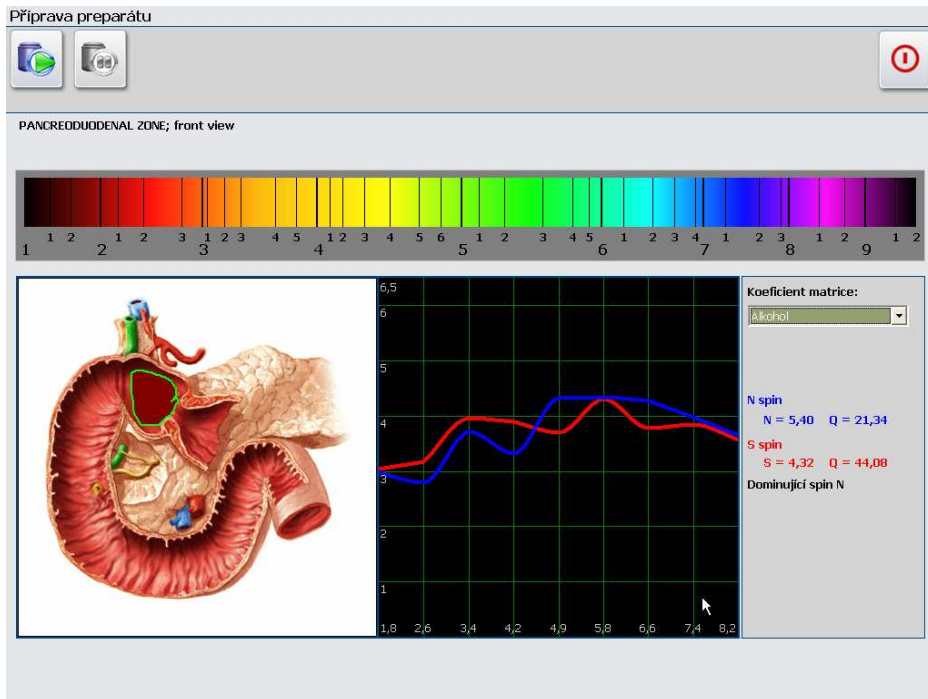 Příprava preparátu
PANCREODUODENAL ZONE; front view
1 2 1 2 3 1 2 3 4 5 1 2 3 4 5 6 1 2 3 4 5 1 2 3 4 1 2 3 1 2 1 2
1 2 3 4 5 6 7 8 9
6,5
6
5
4
3
2
1
1,8 2,6 3,4 4,2 4,9 5,8 6,6 7,4 8,2
Koeficient matrice:
Alkohol
N spin
N = 5,40 Q = 21,34
S spin
S = 4,32 Q = 44,08
Dominující spin N